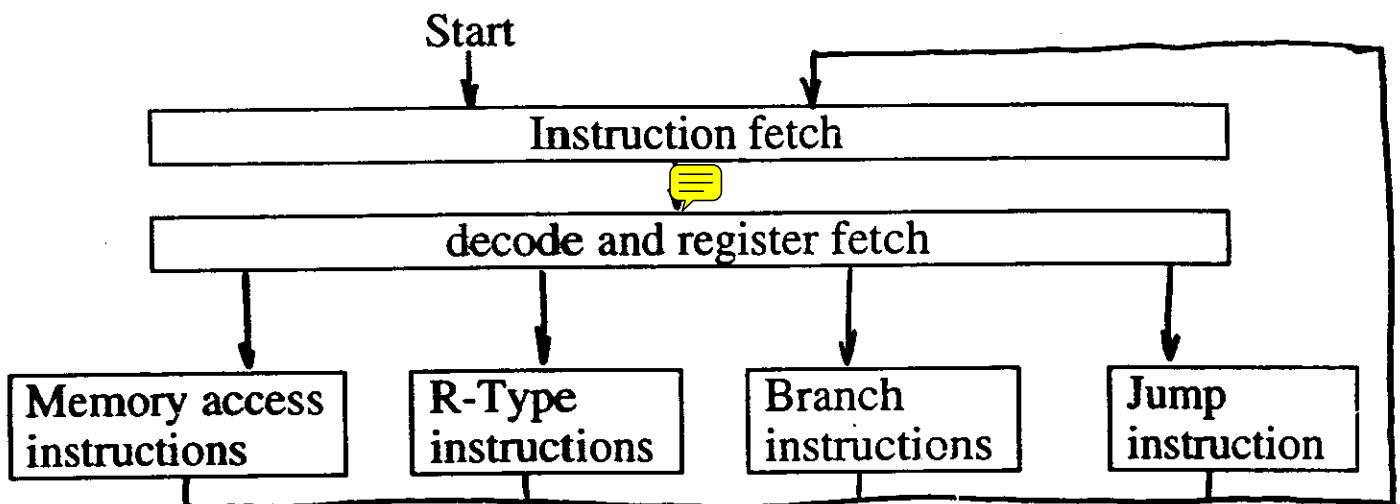 Start
Instruction fetch
decode and register fetch
Memory access
instructions
R-Type
instructions
Branch
instructions
Jump
instruction